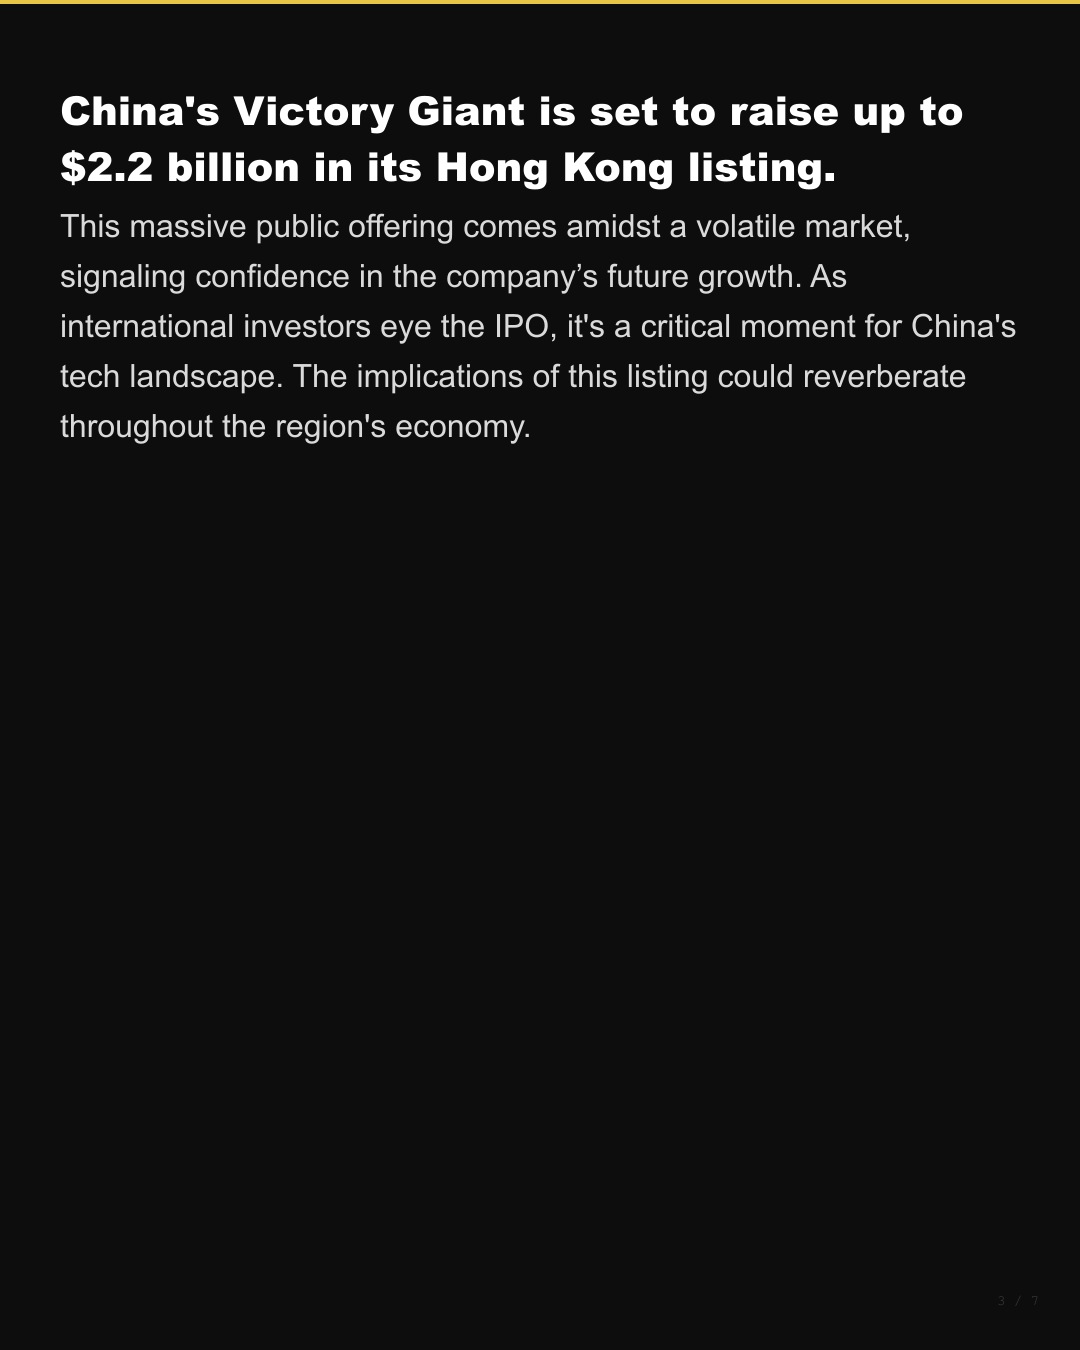 China's Victory Giant is set to raise up to
$2.2 billion in its Hong Kong listing.
This massive public offering comes amidst a volatile market,
signaling confidence in the company’s future growth. As
international investors eye the IPO, it's a critical moment for China's
tech landscape. The implications of this listing could reverberate
throughout the region's economy.
3 / 7